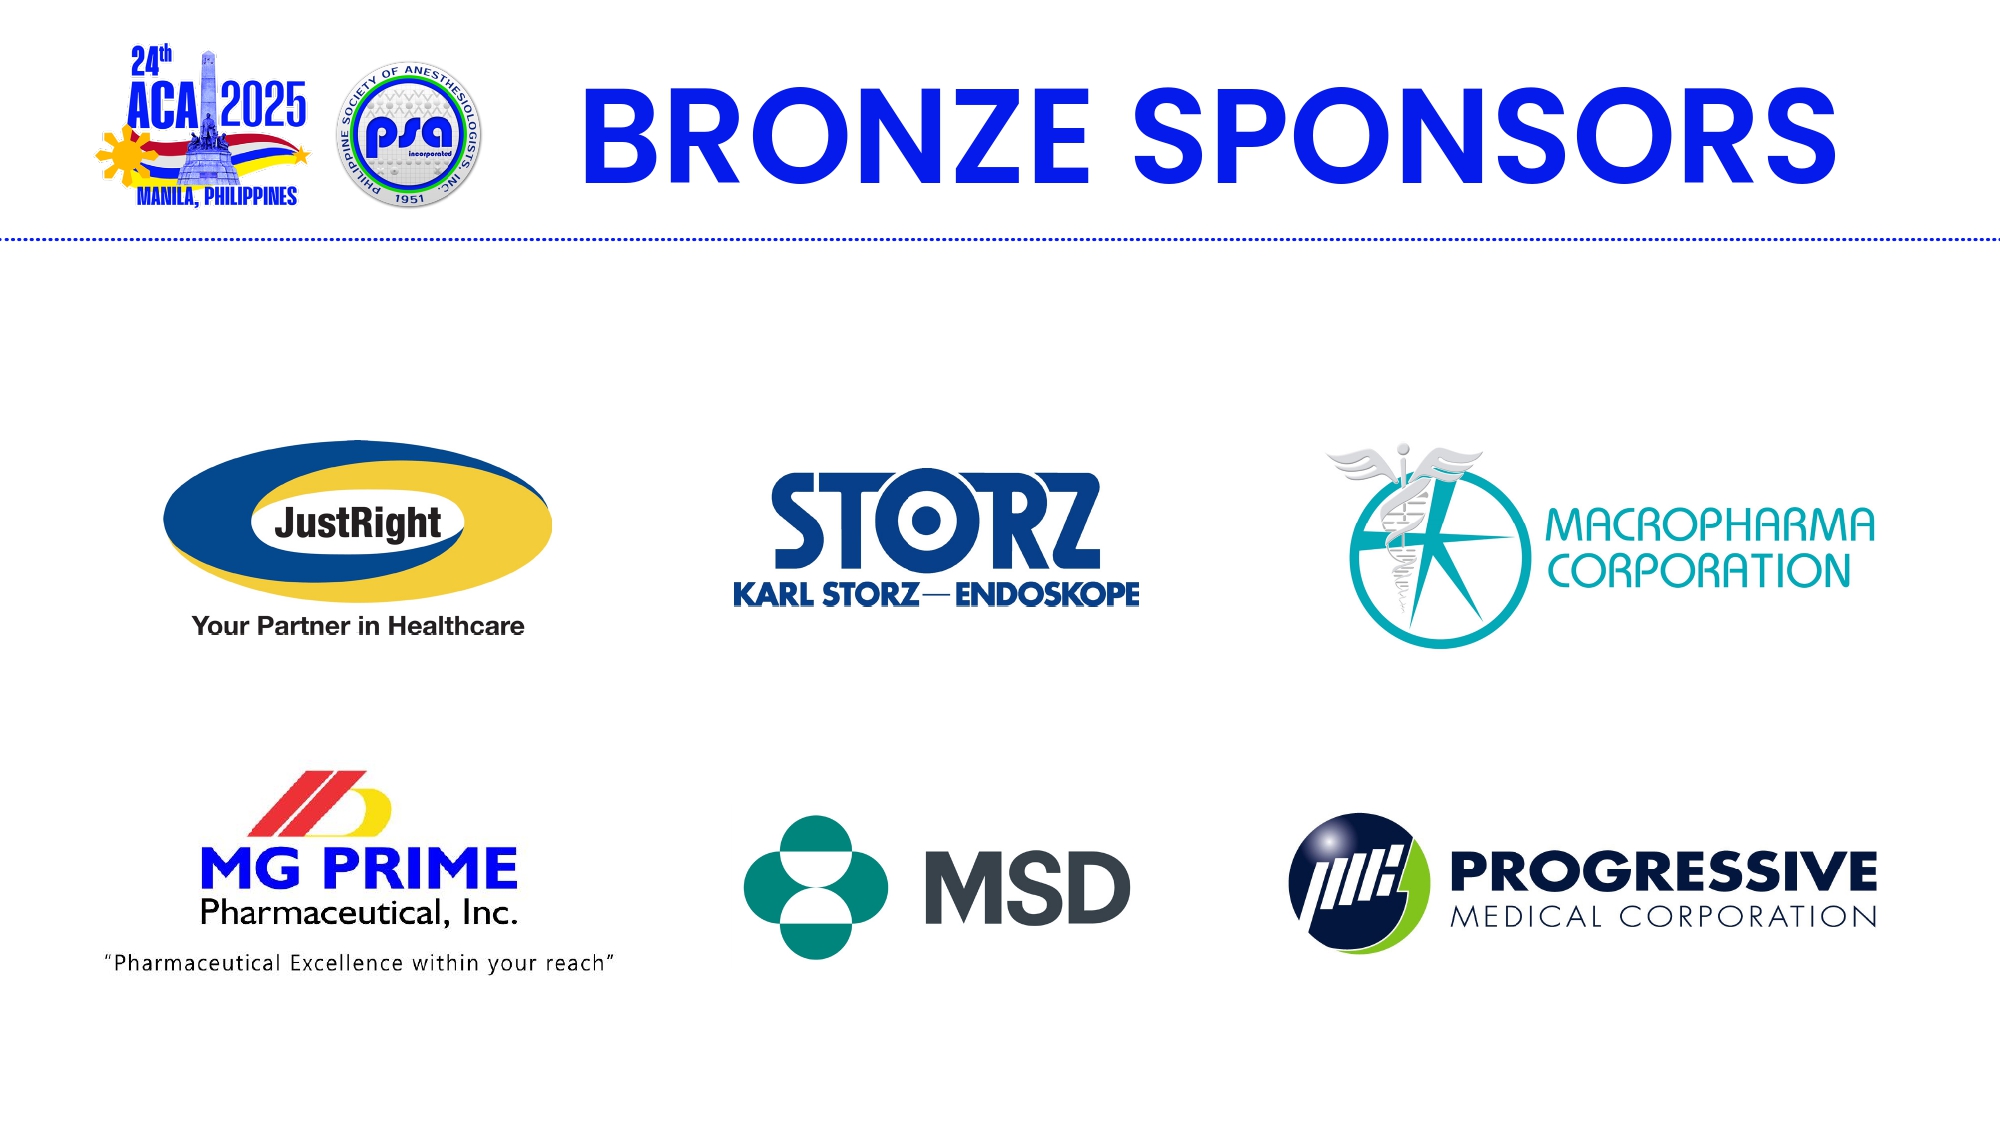 24th
ACA 2025
MANILA, PHILIPPINES
PHILIPPINE SOCIETY OF ANESTHESIOLOGISTS, INC.
psa
incorporated
1951
BRONZE SPONSORS
JustRight
Your Partner in Healthcare
STORZ
KARL STORZ—ENDOSKOPE
MACROPHARMA
CORPORATION
MG PRIME
Pharmaceutical, Inc.
“Pharmaceutical Excellence within your reach”
MSD
PMC
PROGRESSIVE
MEDICAL CORPORATION